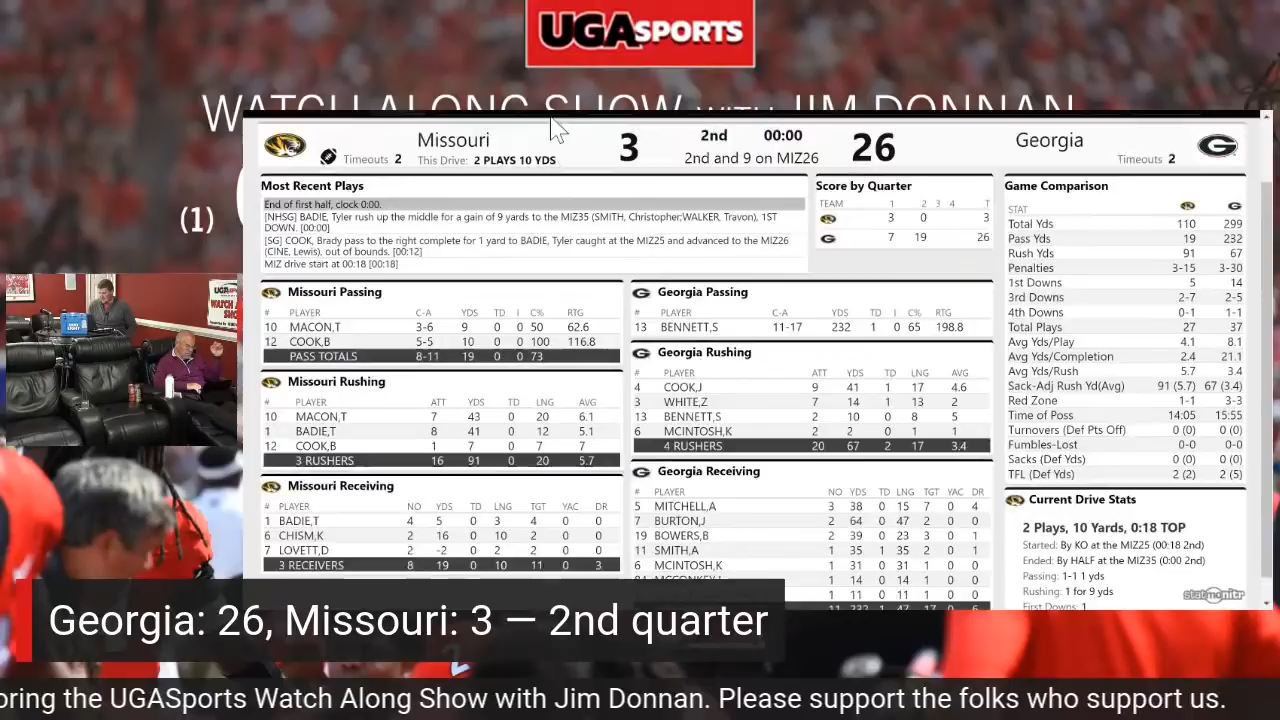 UGASPORTS
WATCH ALONG SHOW WITH JIM DONNAN
(1)
Missouri 3 2nd 00:00 26 Georgia
Timeouts 2 This Drive: 2 PLAYS 10 YDS 2nd and 9 on MIZ26 Timeouts 2
Most Recent Plays
End of first half, clock 0:00.
[NHSG] BADIE, Tyler rush up the middle for a gain of 9 yards to the MIZ35 (SMITH, Christopher;WALKER, Travon), 1ST
DOWN. [00:00]
[SG] COOK, Brady pass to the right complete for 1 yard to BADIE, Tyler caught at the MIZ25 and advanced to the MIZ26
(CINE, Lewis), out of bounds. [00:12]
MIZ drive start at 00:18 [00:18]
Score by Quarter
TEAM 1 2 3 4 T
3 0 3
7 19 26
Game Comparison
STAT
Total Yds 110 299
Pass Yds 19 232
Rush Yds 91 67
Penalties 3-15 3-30
1st Downs 5 14
3rd Downs 2-7 2-5
4th Downs 0-1 1-1
Total Plays 27 37
Avg Yds/Play 4.1 8.1
Avg Yds/Completion 2.4 21.1
Avg Yds/Rush 5.7 3.4
Sack-Adj Rush Yd(Avg) 91 (5.7) 67 (3.4)
Red Zone 1-1 3-3
Time of Poss 14:05 15:55
Turnovers (Def Pts Off) 0 (0) 0 (0)
Fumbles-Lost 0-0 0-0
Sacks (Def Yds) 0 (0) 0 (0)
TFL (Def Yds) 2 (2) 2 (5)
Missouri Passing
# PLAYER C-A YDS TD I C% RTG
10 MACON,T 3-6 9 0 0 50 62.6
12 COOK,B 5-5 10 0 0 100 116.8
PASS TOTALS 8-11 19 0 0 73
Missouri Rushing
# PLAYER ATT YDS TD LNG AVG
10 MACON,T 7 43 0 20 6.1
1 BADIE,T 8 41 0 12 5.1
12 COOK,B 1 7 0 7 7
3 RUSHERS 16 91 0 20 5.7
Missouri Receiving
# PLAYER NO YDS TD LNG TGT YAC DR
1 BADIE,T 4 5 0 3 4 0 0
6 CHISM,K 2 16 0 10 2 0 0
7 LOVETT,D 2 -2 0 2 2 0 0
3 RECEIVERS 8 19 0 10 11 0 3
Georgia Passing
# PLAYER C-A YDS TD I C% RTG
13 BENNETT,S 11-17 232 1 0 65 198.8
Georgia Rushing
# PLAYER ATT YDS TD LNG AVG
4 COOK,J 9 41 1 17 4.6
3 WHITE,Z 7 14 1 13 2
13 BENNETT,S 2 10 0 8 5
6 MCINTOSH,K 2 2 0 1 1
4 RUSHERS 20 67 2 17 3.4
Georgia Receiving
# PLAYER NO YDS TD LNG TGT YAC DR
5 MITCHELL,A 3 38 0 15 7 0 4
7 BURTON,J 2 64 0 47 2 0 0
19 BOWERS,B 2 39 0 23 3 0 1
11 SMITH,A 1 35 1 35 2 0 1
6 MCINTOSH,K 1 31 0 31 1 0 0
1 14 0 14 1 0 0
1 11 0 11 1 0 0
11 232 1 47 17 0 6
Current Drive Stats
2 Plays, 10 Yards, 0:18 TOP
Started: By KO at the MIZ25 (00:18 2nd)
Ended: By HALF at the MIZ35 (0:00 2nd)
Passing: 1-1 1 yds
Rushing: 1 for 9 yds
First Downs: 1
statmonitr
Georgia: 26, Missouri: 3 — 2nd quarter
oring the UGASports Watch Along Show with Jim Donnan. Please support the folks who support us.